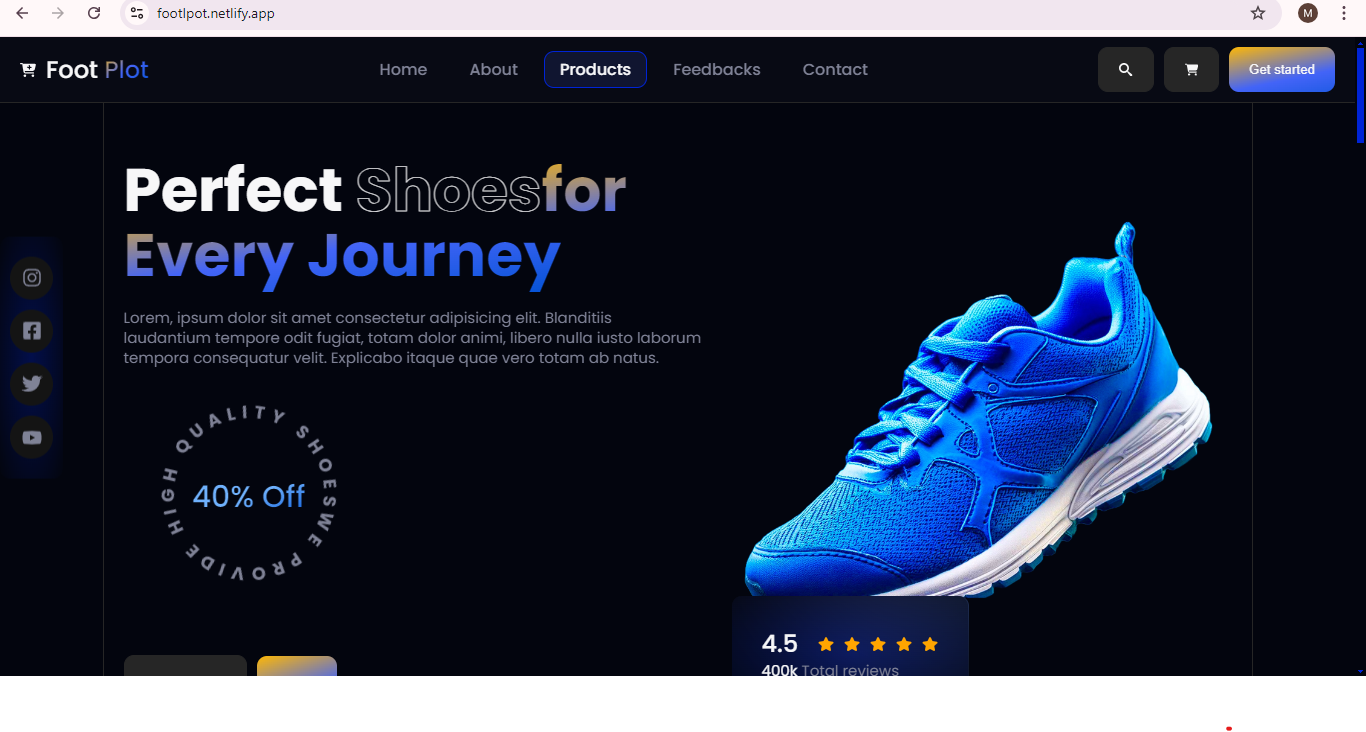 footlpot.netlify.app
M
Foot Plot
Home About Products Feedbacks Contact
Get started
Perfect Shoesfor
Every Journey
Lorem, ipsum dolor sit amet consectetur adipisicing elit. Blanditiis
laudantium tempore odit fugiat, totam dolor animi, libero nulla iusto laborum
tempora consequatur velit. Explicabo itaque quae vero totam ab natus.
WE PROVIDE HIGH QUALITY SHOES
40% Off
4.5
400k Total reviews